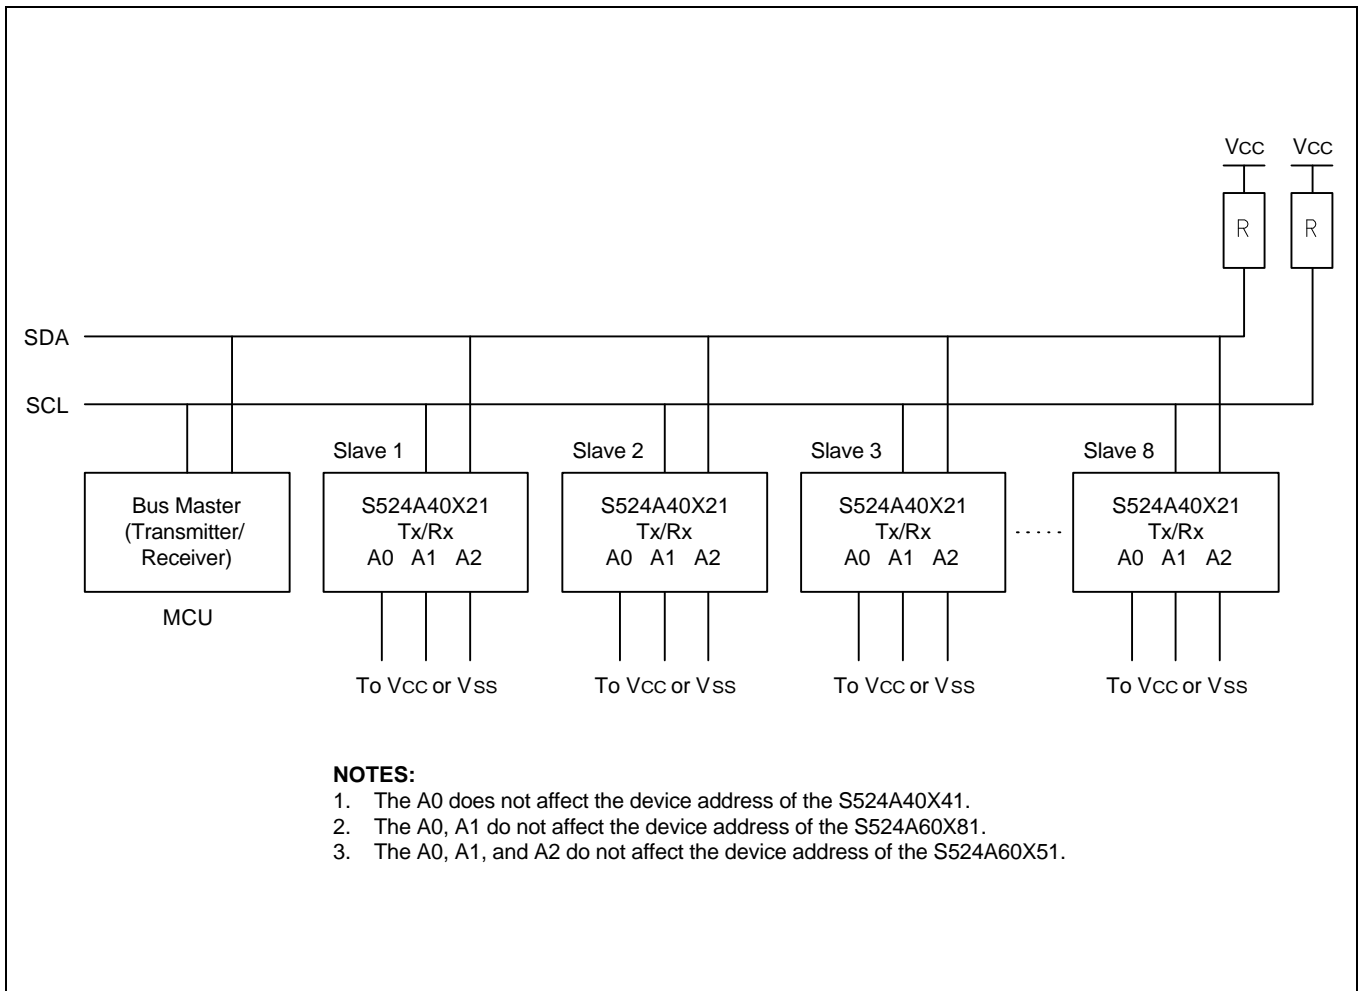 Vcc Vcc
R R
SDA
SCL
Slave 1 Slave 2 Slave 3 Slave 8
Bus Master
(Transmitter/
Receiver)
MCU
S524A40X21
Tx/Rx
A0 A1 A2
To Vcc or Vss
S524A40X21
Tx/Rx
A0 A1 A2
To Vcc or Vss
S524A40X21
Tx/Rx
A0 A1 A2
To Vcc or Vss
.....
S524A40X21
Tx/Rx
A0 A1 A2
To Vcc or Vss
NOTES:
1. The A0 does not affect the device address of the S524A40X41.
2. The A0, A1 do not affect the device address of the S524A60X81.
3. The A0, A1, and A2 do not affect the device address of the S524A60X51.